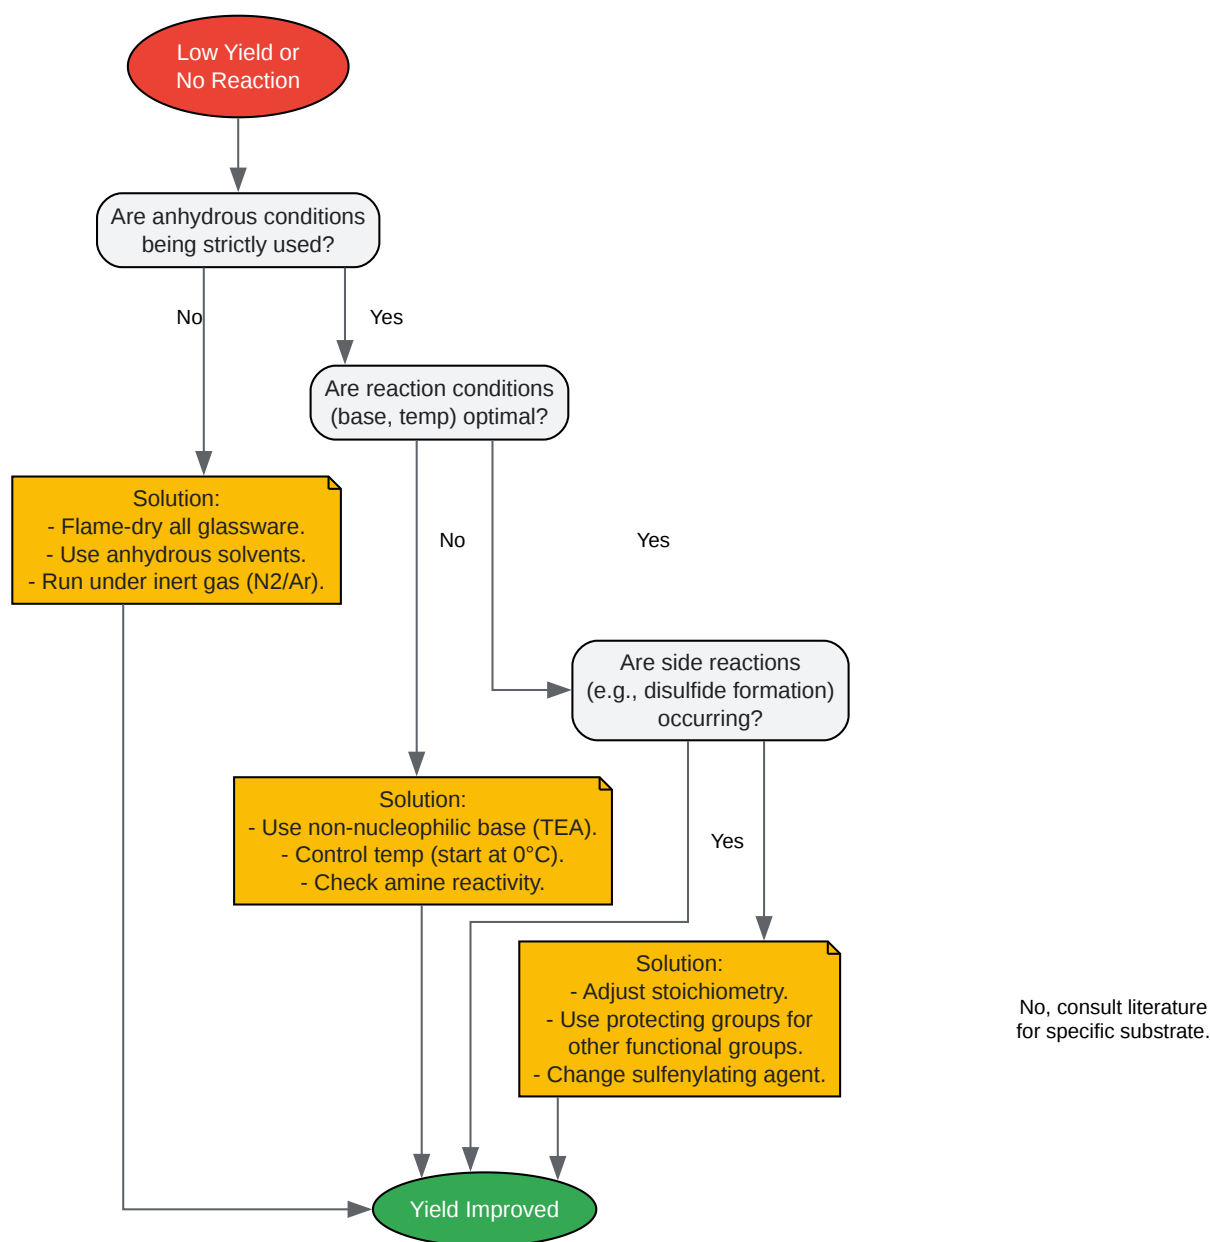 Low Yield or
No Reaction
Are anhydrous conditions
being strictly used?
No
Yes
Are reaction conditions
(base, temp) optimal?
Solution:
- Flame-dry all glassware.
- Use anhydrous solvents.
- Run under inert gas (N2/Ar).
No
Yes
Are side reactions
(e.g., disulfide formation)
occurring?
Solution:
- Use non-nucleophilic base (TEA).
- Control temp (start at 0°C).
- Check amine reactivity.
Yes
Solution:
- Adjust stoichiometry.
- Use protecting groups for
other functional groups.
- Change sulfenylating agent.
No, consult literature
for specific substrate.
Yield Improved